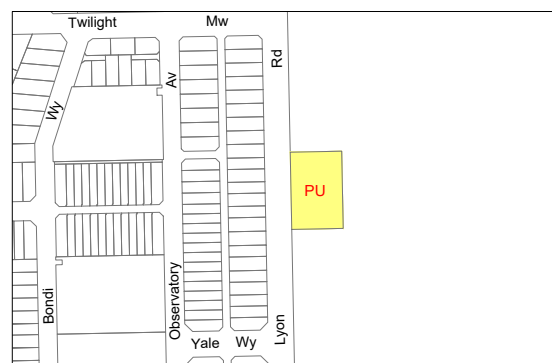 Twilight Mw
Wy
Av
Rd
PU
Bondi
Observatory
Lyon
Yale Wy